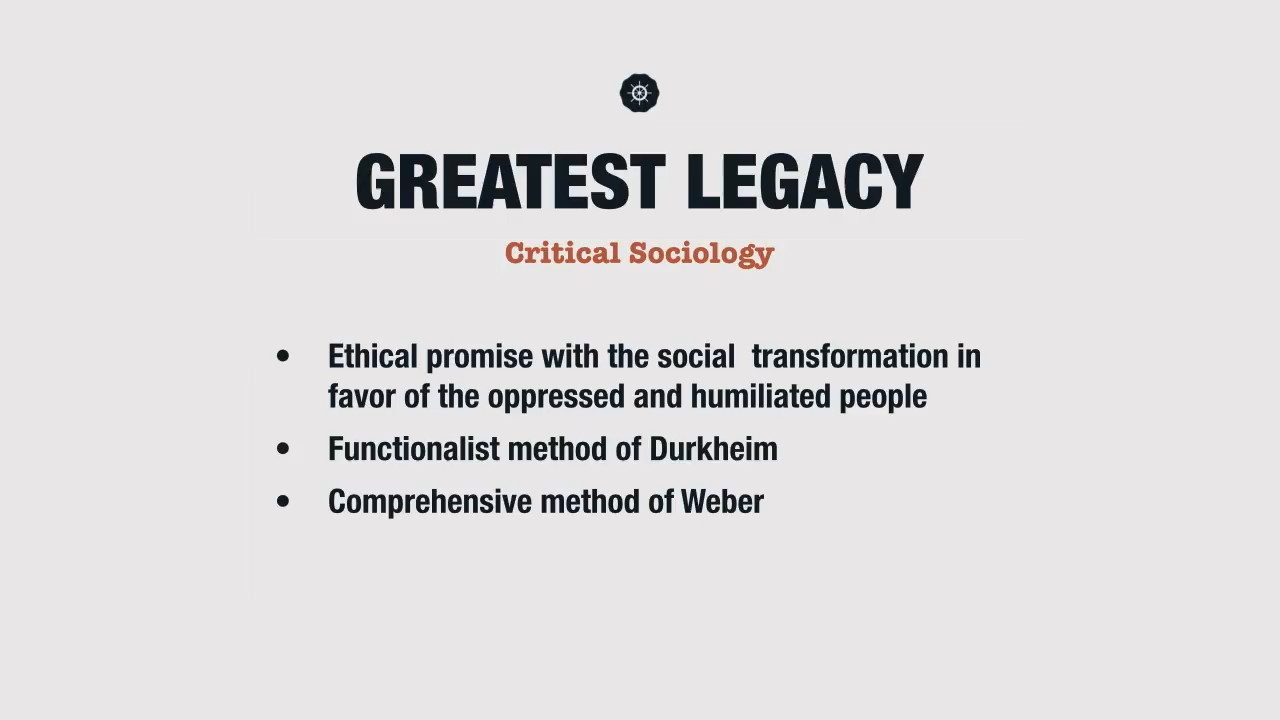 GREATEST LEGACY
Critical Sociology
• Ethical promise with the social  transformation in
favor of the oppressed and humiliated people
• Functionalist method of Durkheim
• Comprehensive method of Weber